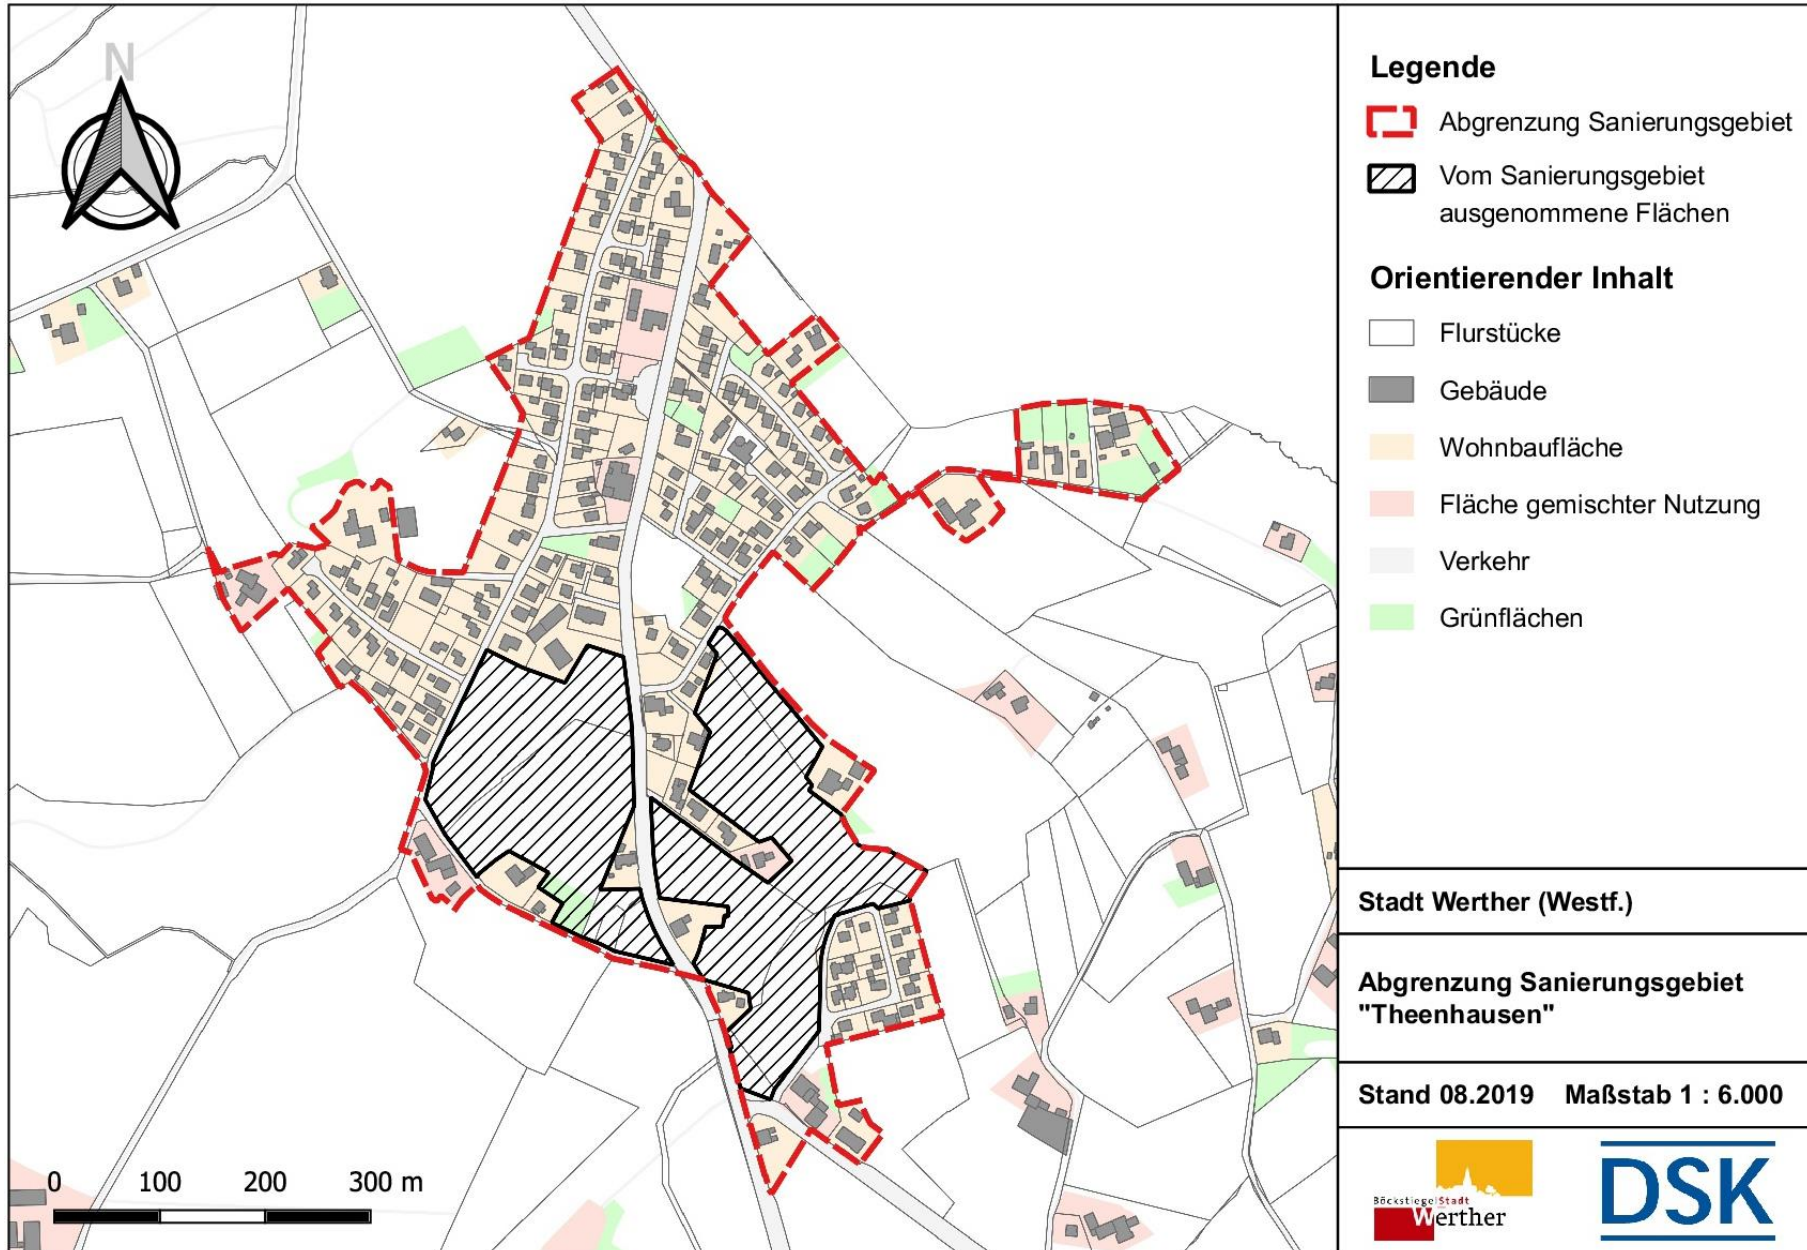 N
0 100 200 300 m
Legende
Abgrenzung Sanierungsgebiet
Vom Sanierungsgebiet
ausgenommene Flächen
Orientierender Inhalt
Flurstücke
Gebäude
Wohnbaufläche
Fläche gemischter Nutzung
Verkehr
Grünflächen
Stadt Werther (Westf.)
Abgrenzung Sanierungsgebiet
"Theenhausen"
Stand 08.2019 Maßstab 1 : 6.000
BöckstiegelStadt
Werther
DSK